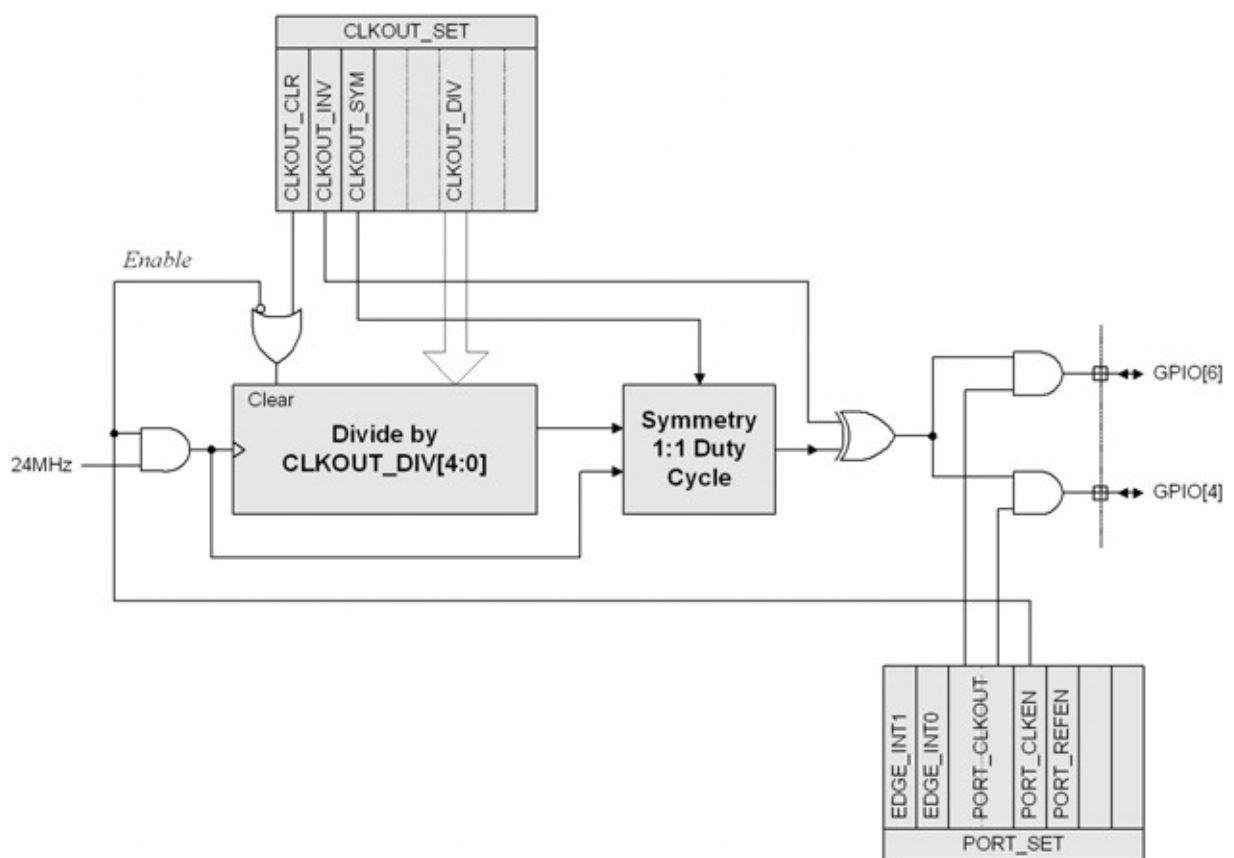 CLKOUT_SET
CLKOUT_CLR
CLKOUT_INV
CLKOUT_SYM
CLKOUT_DIV
Enable
Clear
Divide by
CLKOUT_DIV[4:0]
24MHz
Symmetry
1:1 Duty
Cycle
GPIO[6]
GPIO[4]
EDGE_INT1
EDGE_INT0
PORT_CLKOUT
PORT_CLKEN
PORT_REFEN
PORT_SET